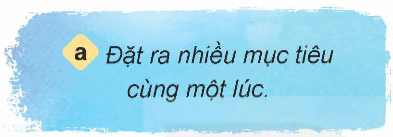 a Đặt ra nhiều mục tiêu
cùng một lúc.